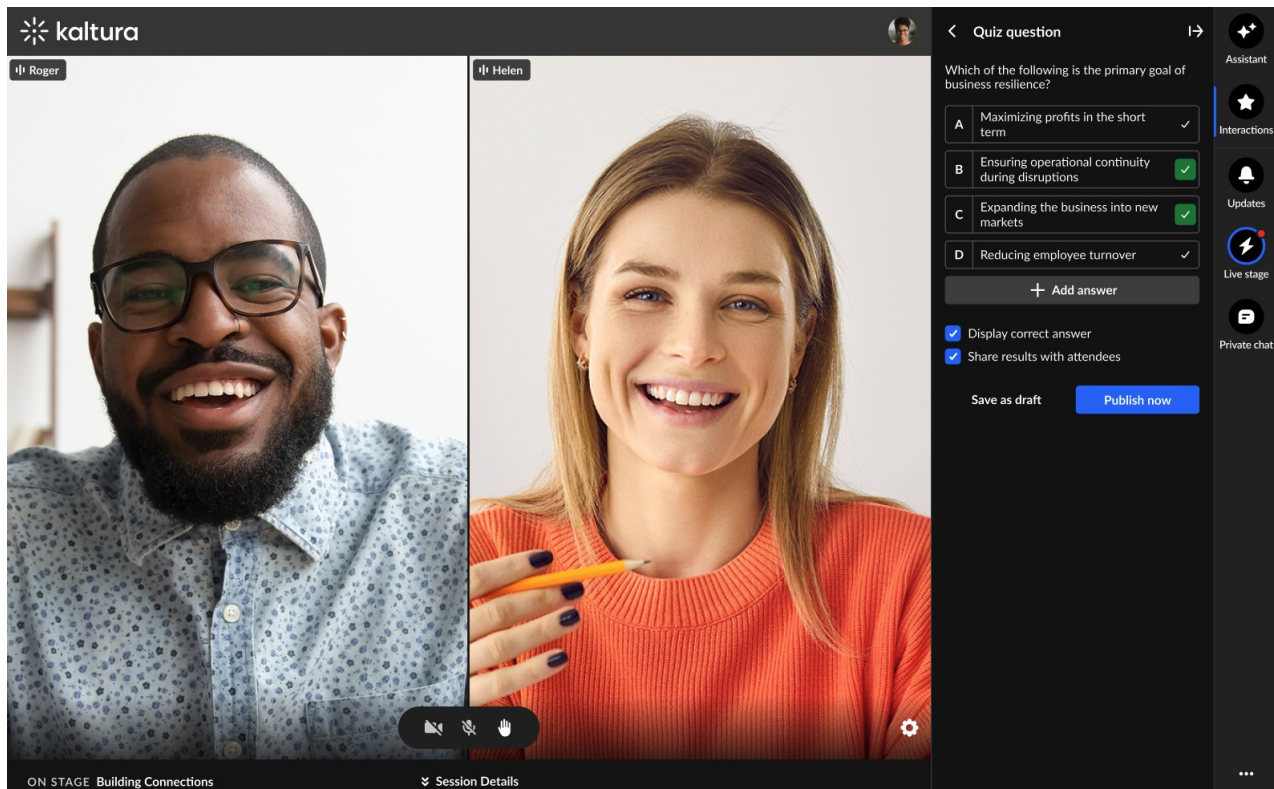 kaltura
Roger
Helen
ON STAGE Building Connections
Session Details
Quiz question
Which of the following is the primary goal of
business resilience?
A
Maximizing profits in the short
term
B
Ensuring operational continuity
during disruptions
C
Expanding the business into new
markets
D
Reducing employee turnover
Add answer
Display correct answer
Share results with attendees
Save as draft
Publish now
Assistant
Interactions
Updates
Live stage
Private chat